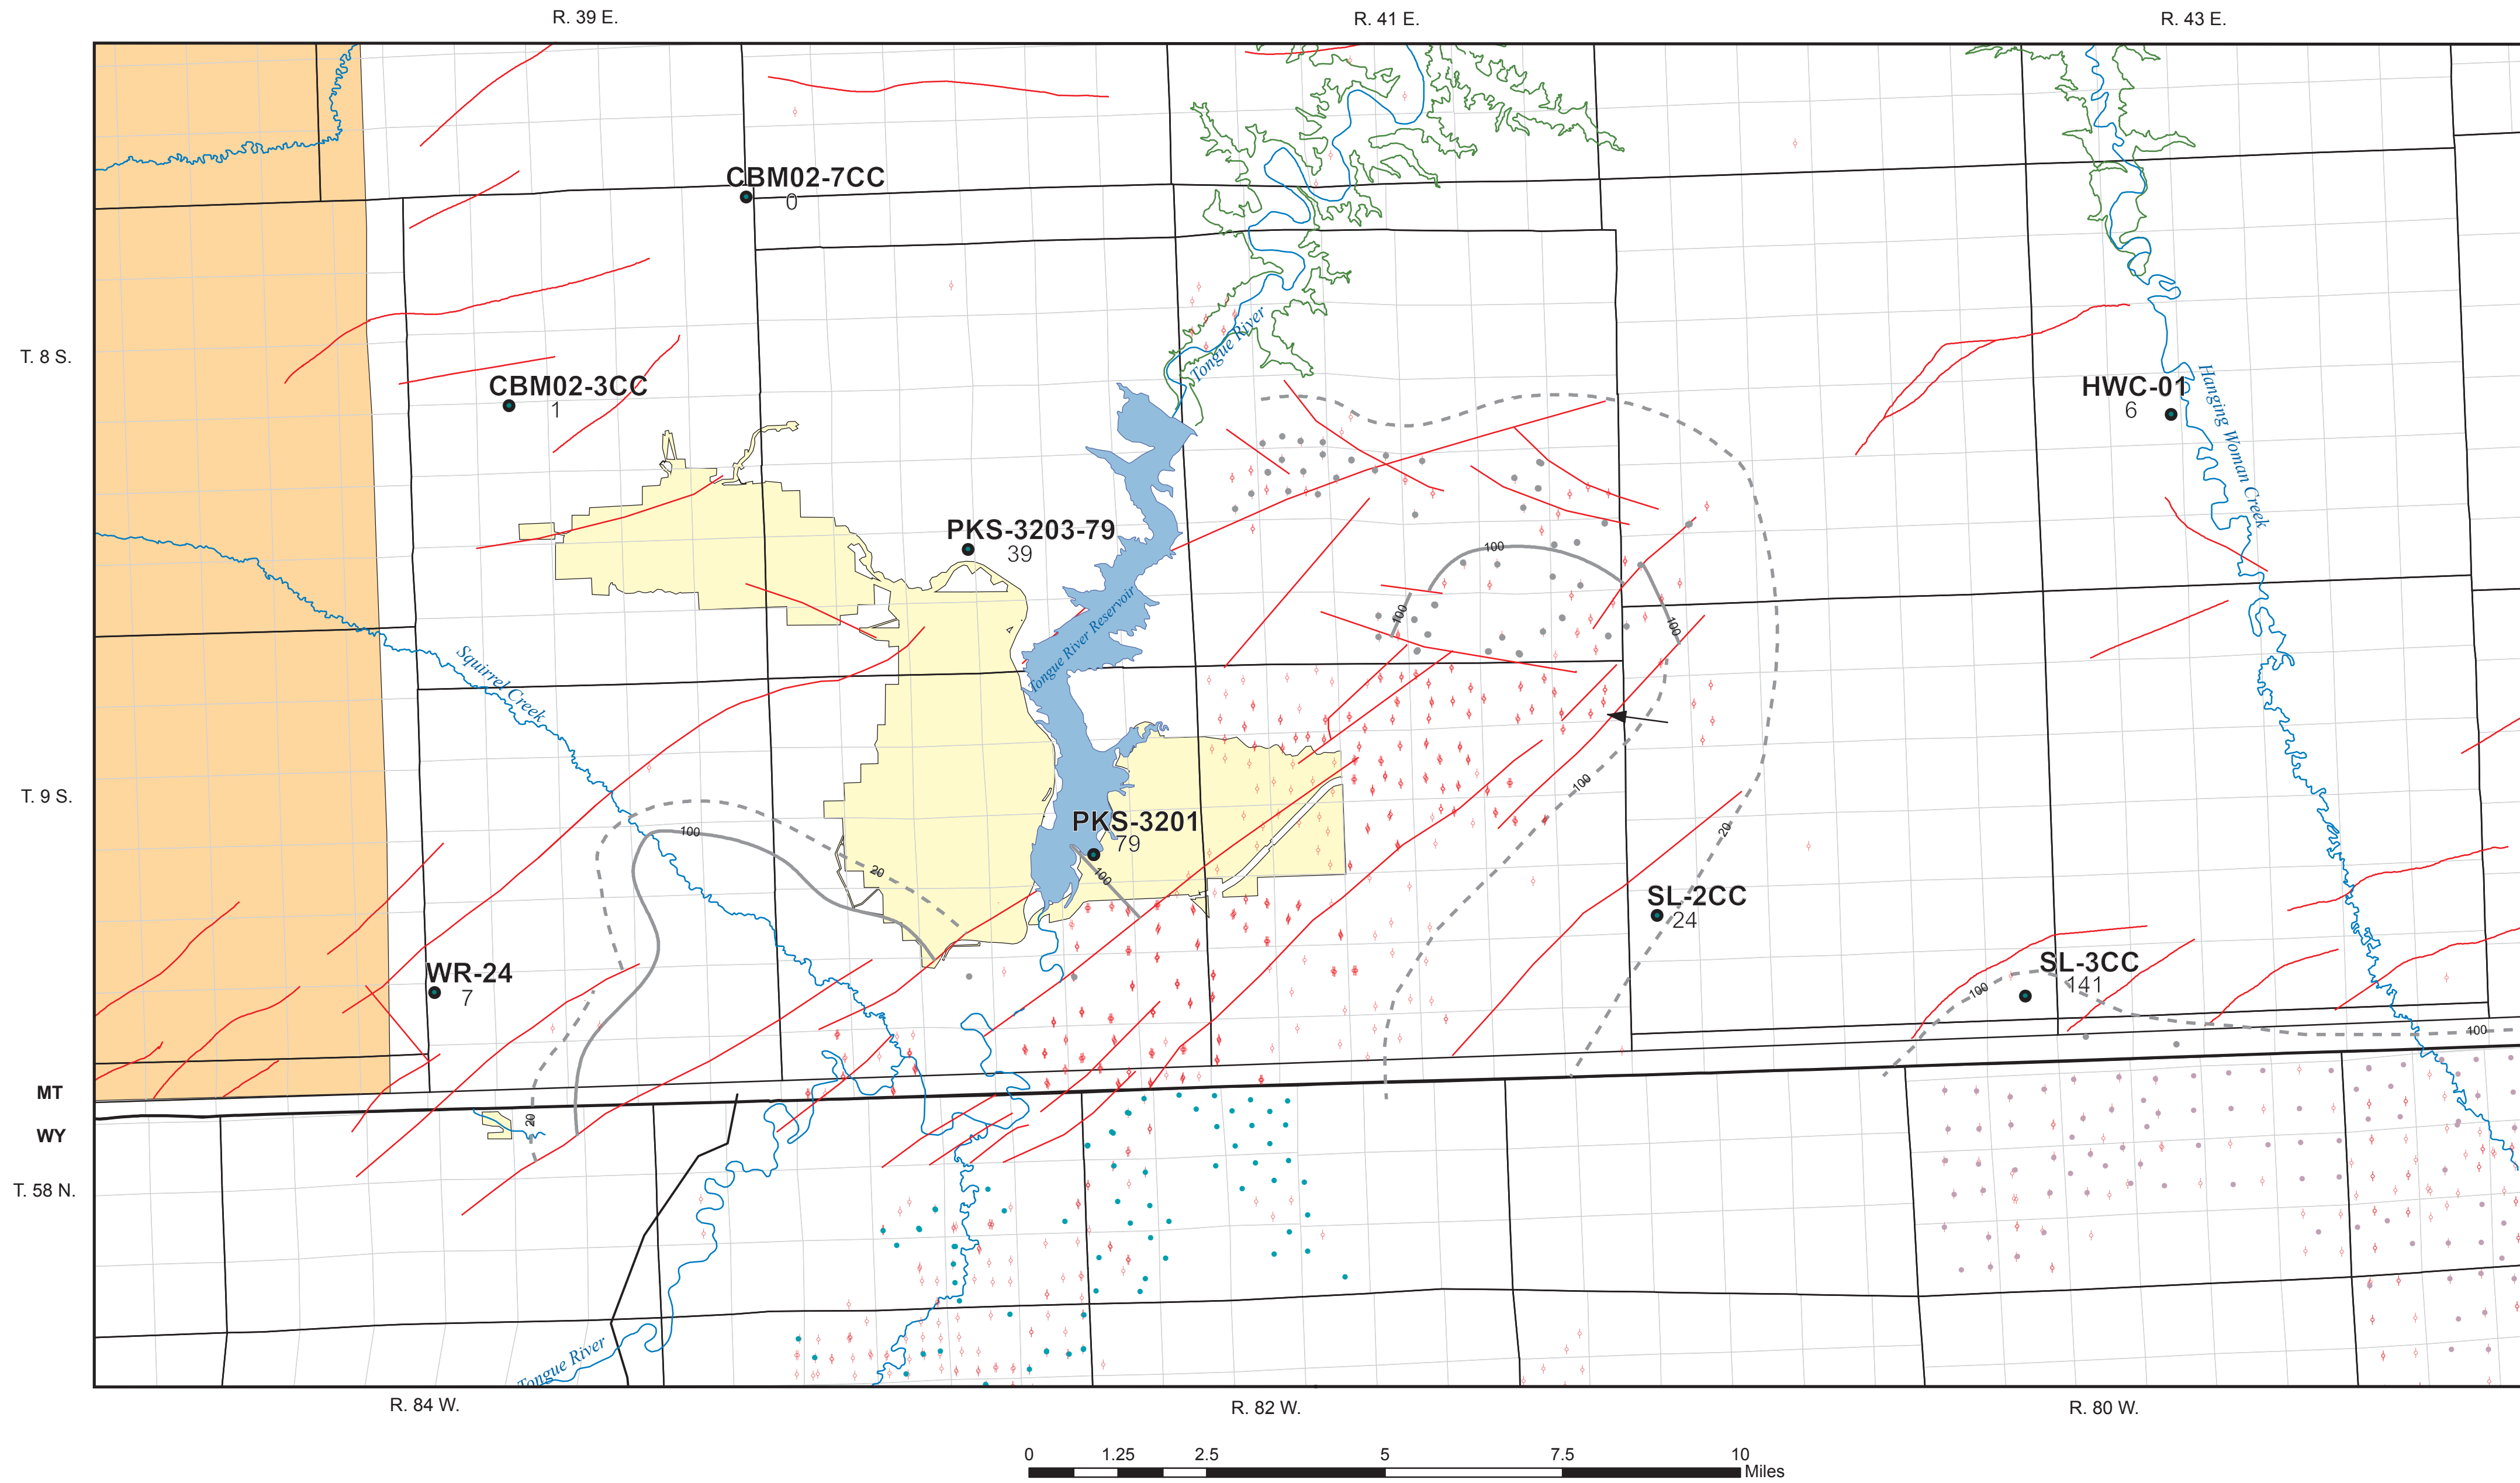 R. 39 E.
R. 41 E.
R. 43 E.
CBM02-7CC
0
T. 8 S.
Tongue River
CBM02-3CC
1
HWC-01
6
Hanging Woman Creek
PKS-3203-79
39
100
100
100
Tongue River Reservoir
Squirrel Creek
T. 9 S.
100
100
20
20
PKS-3201
79
100
SL-2CC
24
WR-24
7
SL-3CC
141
100
100
MT
20
WY
T. 58 N.
Tongue River
R. 84 W.
R. 82 W.
R. 80 W.
0 1.25 2.5 5 7.5 10
Miles